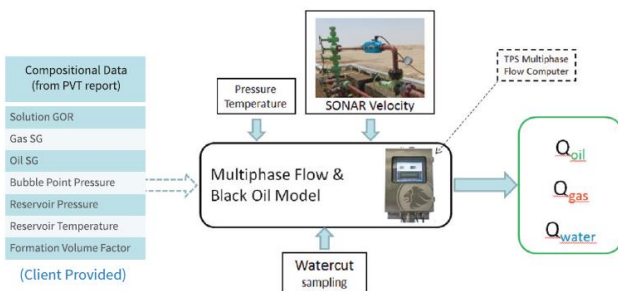 Compositional Data
(from PVT report)
Solution GOR
Gas SG
Oil SG
Bubble Point Pressure
Reservoir Pressure
Reservoir Temperature
Formation Volume Factor
(Client Provided)
Pressure
Temperature
SONAR Velocity
TPS Multiphase
Flow Computer
Multiphase Flow &
Black Oil Model
Watercut
sampling
Qoil
Qgas
Qwater